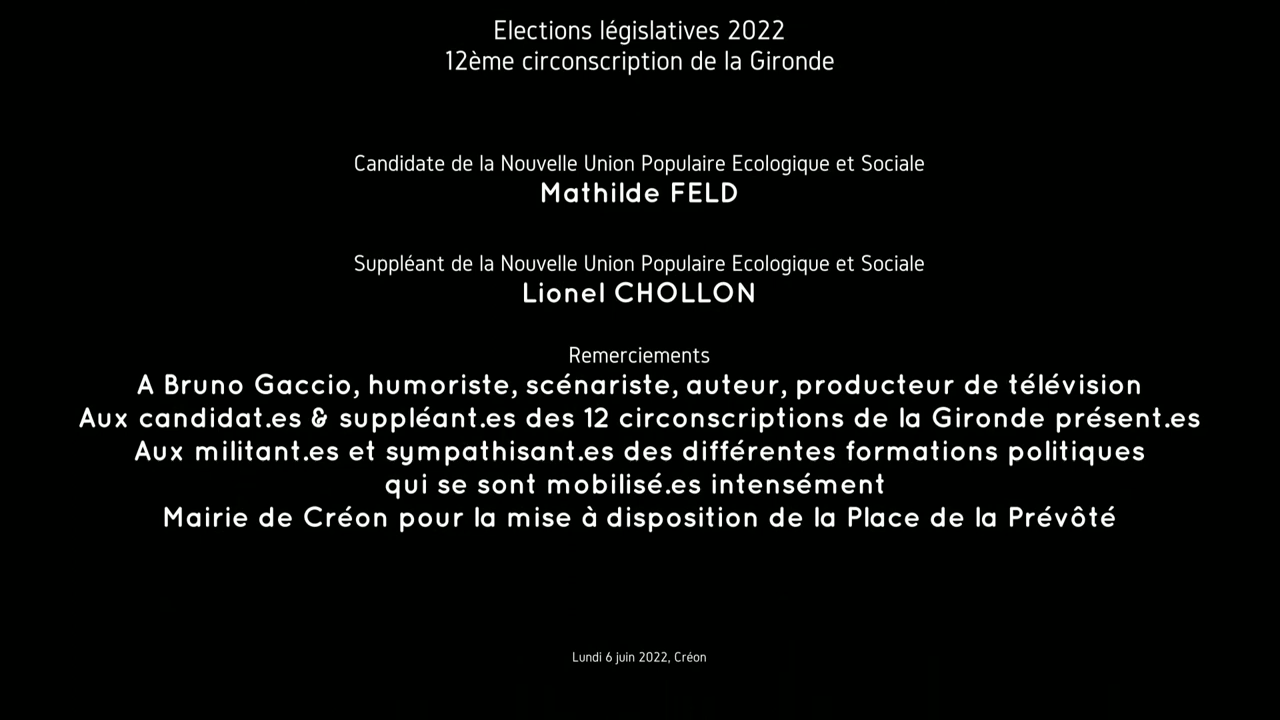 Elections législatives 2022
12ème circonscription de la Gironde
Candidate de la Nouvelle Union Populaire Ecologique et Sociale
Mathilde FELD
Suppléant de la Nouvelle Union Populaire Ecologique et Sociale
Lionel CHOLLON
Remerciements
A Bruno Gaccio, humoriste, scénariste, auteur, producteur de télévision
Aux candidat.es & suppléant.es des 12 circonscriptions de la Gironde présent.es
Aux militant.es et sympathisant.es des différentes formations politiques
qui se sont mobilisé.es intensément
Mairie de Créon pour la mise à disposition de la Place de la Prévôté
Lundi 6 juin 2022, Créon